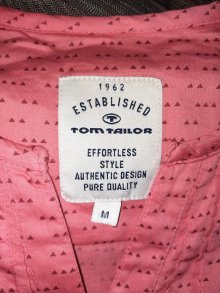 1962
ESTABLISHED
TOM TAILOR
EFFORTLESS
STYLE
AUTHENTIC DESIGN
PURE QUALITY
M